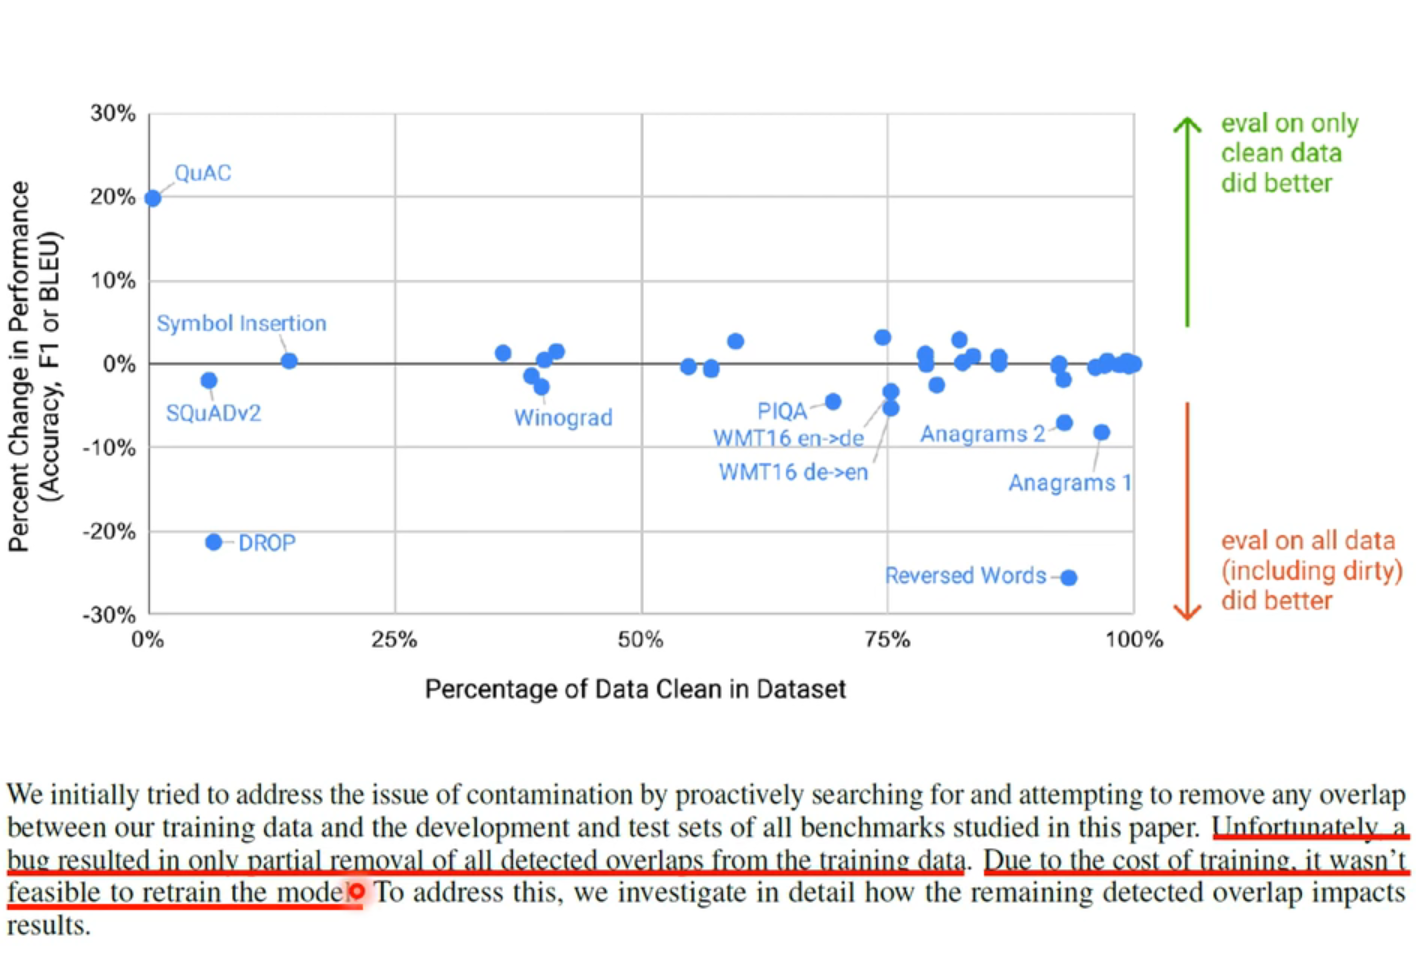 30%
20%
10%
0%
-10%
-20%
-30%
Percent Change in Performance
(Accuracy, F1 or BLEU)
QuAC
Symbol Insertion
SQuADv2
DROP
Winograd
PIQA
WMT16 en->de
WMT16 de->en
Anagrams 2
Anagrams 1
Reversed Words
0%
25%
50%
75%
100%
Percentage of Data Clean in Dataset
eval on only
clean data
did better
eval on all data
(including dirty)
did better
We initially tried to address the issue of contamination by proactively searching for and attempting to remove any overlap
between our training data and the development and test sets of all benchmarks studied in this paper. Unfortunately, a
bug resulted in only partial removal of all detected overlaps from the training data. Due to the cost of training, it wasn't
feasible to retrain the model. To address this, we investigate in detail how the remaining detected overlap impacts
results.